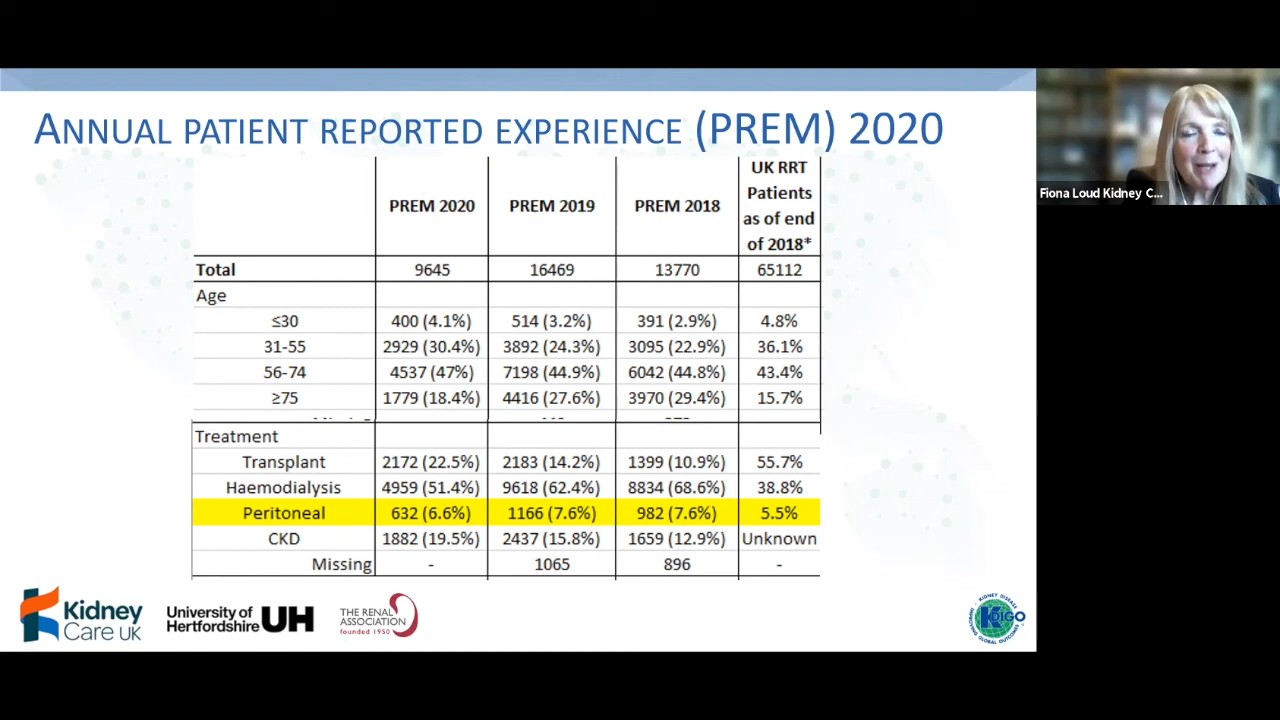 ANNUAL PATIENT REPORTED EXPERIENCE (PREM) 2020
PREM 2020 PREM 2019 PREM 2018 UK RRT
Patients
as of end
of 2018*
Total 9645 16469 13770 65112
Age
≤30 400 (4.1%) 514 (3.2%) 391 (2.9%) 4.8%
31-55 2929 (30.4%) 3892 (24.3%) 3095 (22.9%) 36.1%
56-74 4537 (47%) 7198 (44.9%) 6042 (44.8%) 43.4%
≥75 1779 (18.4%) 4416 (27.6%) 3970 (29.4%) 15.7%
Treatment
Transplant 2172 (22.5%) 2183 (14.2%) 1399 (10.9%) 55.7%
Haemodialysis 4959 (51.4%) 9618 (62.4%) 8834 (68.6%) 38.8%
Peritoneal 632 (6.6%) 1166 (7.6%) 982 (7.6%) 5.5%
CKD 1882 (19.5%) 2437 (15.8%) 1659 (12.9%) Unknown
Missing - 1065 896 -
Kidney
Care UK
University of
Hertfordshire UH
THE RENAL
ASSOCIATION
founded 1950
KIDNEY DISEASE
KDIGO
IMPROVING GLOBAL OUTCOMES
Fiona Loud Kidney C...